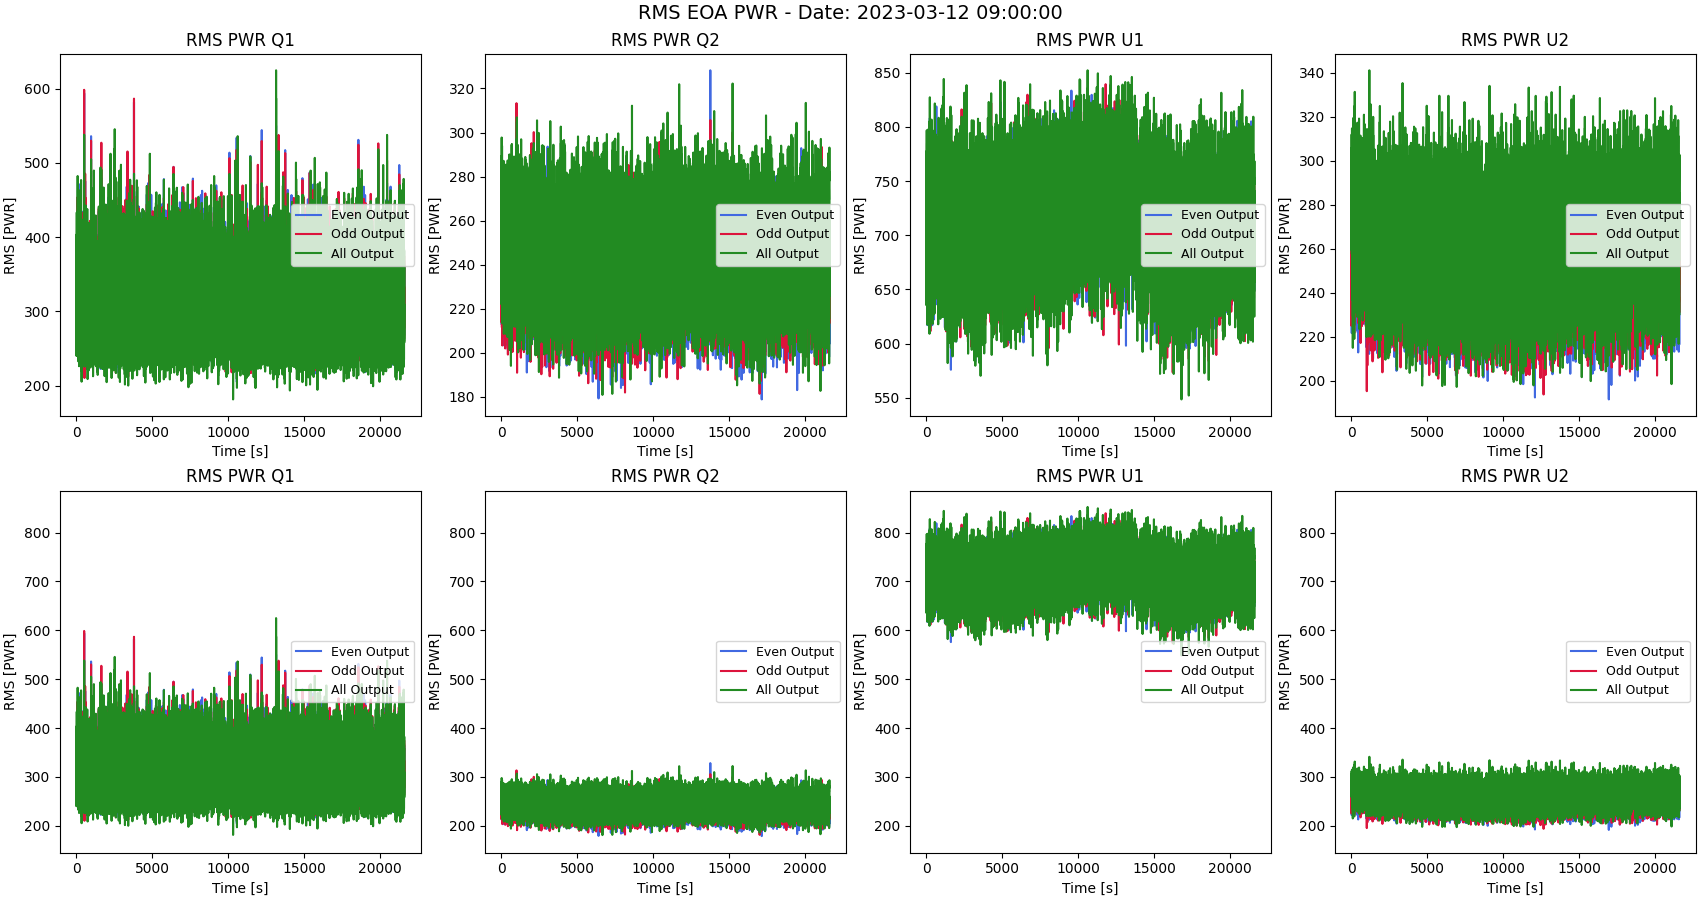 RMS EOA PWR - Date: 2023-03-12 09:00:00
RMS PWR Q1
RMS [PWR]
600
500
400
300
200
0 5000 10000 15000 20000
Time [s]
Even Output
Odd Output
All Output
RMS PWR Q2
RMS [PWR]
320
300
280
260
240
220
200
180
0 5000 10000 15000 20000
Time [s]
Even Output
Odd Output
All Output
RMS PWR U1
RMS [PWR]
850
800
750
700
650
600
550
0 5000 10000 15000 20000
Time [s]
Even Output
Odd Output
All Output
RMS PWR U2
RMS [PWR]
340
320
300
280
260
240
220
200
0 5000 10000 15000 20000
Time [s]
Even Output
Odd Output
All Output
RMS PWR Q1
RMS [PWR]
800
700
600
500
400
300
200
0 5000 10000 15000 20000
Time [s]
Even Output
Odd Output
All Output
RMS PWR Q2
RMS [PWR]
800
700
600
500
400
300
200
0 5000 10000 15000 20000
Time [s]
Even Output
Odd Output
All Output
RMS PWR U1
RMS [PWR]
800
700
600
500
400
300
200
0 5000 10000 15000 20000
Time [s]
Even Output
Odd Output
All Output
RMS PWR U2
RMS [PWR]
800
700
600
500
400
300
200
0 5000 10000 15000 20000
Time [s]
Even Output
Odd Output
All Output